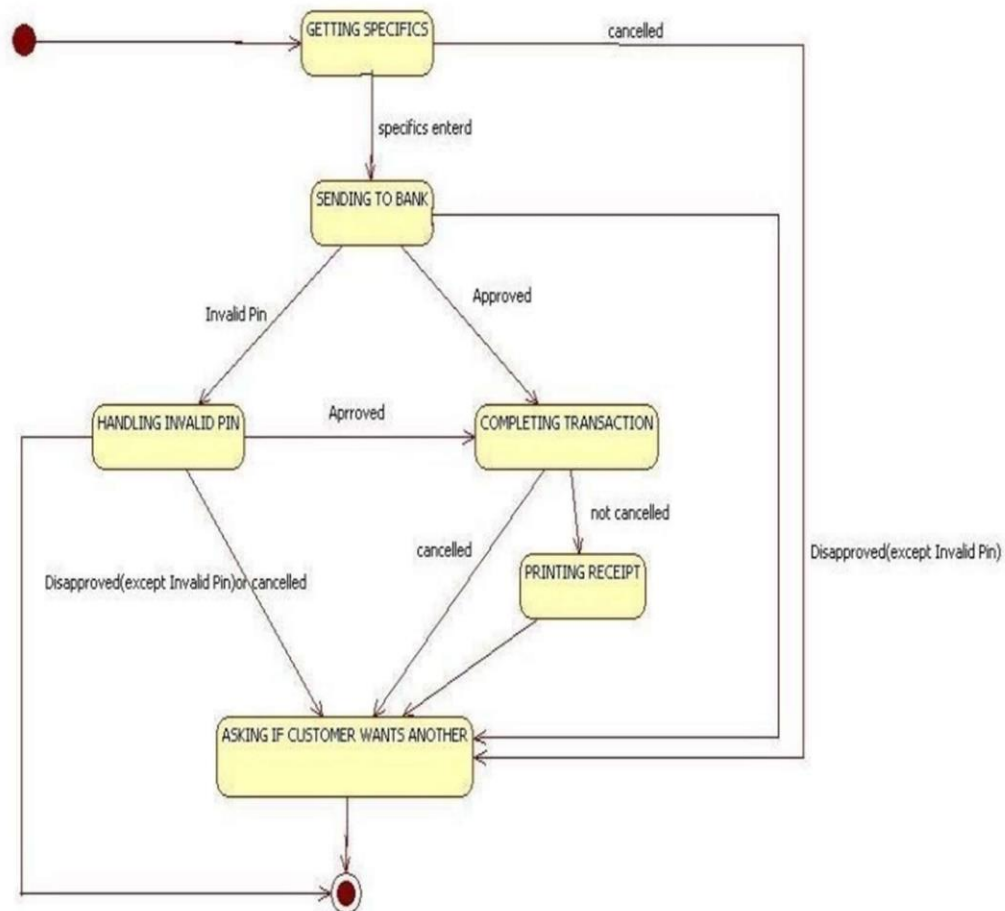 GETTING SPECIFICS
cancelled
specifics enterd
SENDING TO BANK
Invalid Pin
Approved
HANDLING INVALID PIN
Aprroved
COMPLETING TRANSACTION
not cancelled
cancelled
Disapproved(except Invalid Pin)
PRINTING RECEIPT
Disapproved(except Invalid Pin)or cancelled
ASKING IF CUSTOMER WANTS ANOTHER